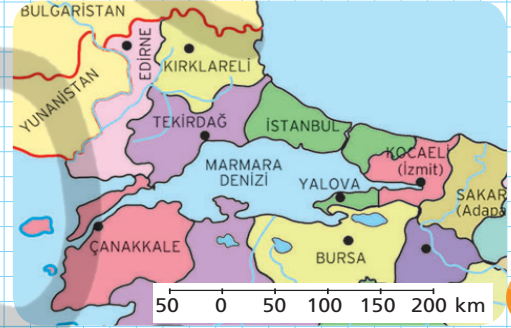 BULGARİSTAN
EDİRNE
KIRKLARELİ
YUNANİSTAN
TEKİRDAĞ
İSTANBUL
KOCAELİ
(İzmit)
MARMARA
DENİZİ
YALOVA
SAKAR
(Adapa
ÇANAKKALE
BURSA
50 0 50 100 150 200 km